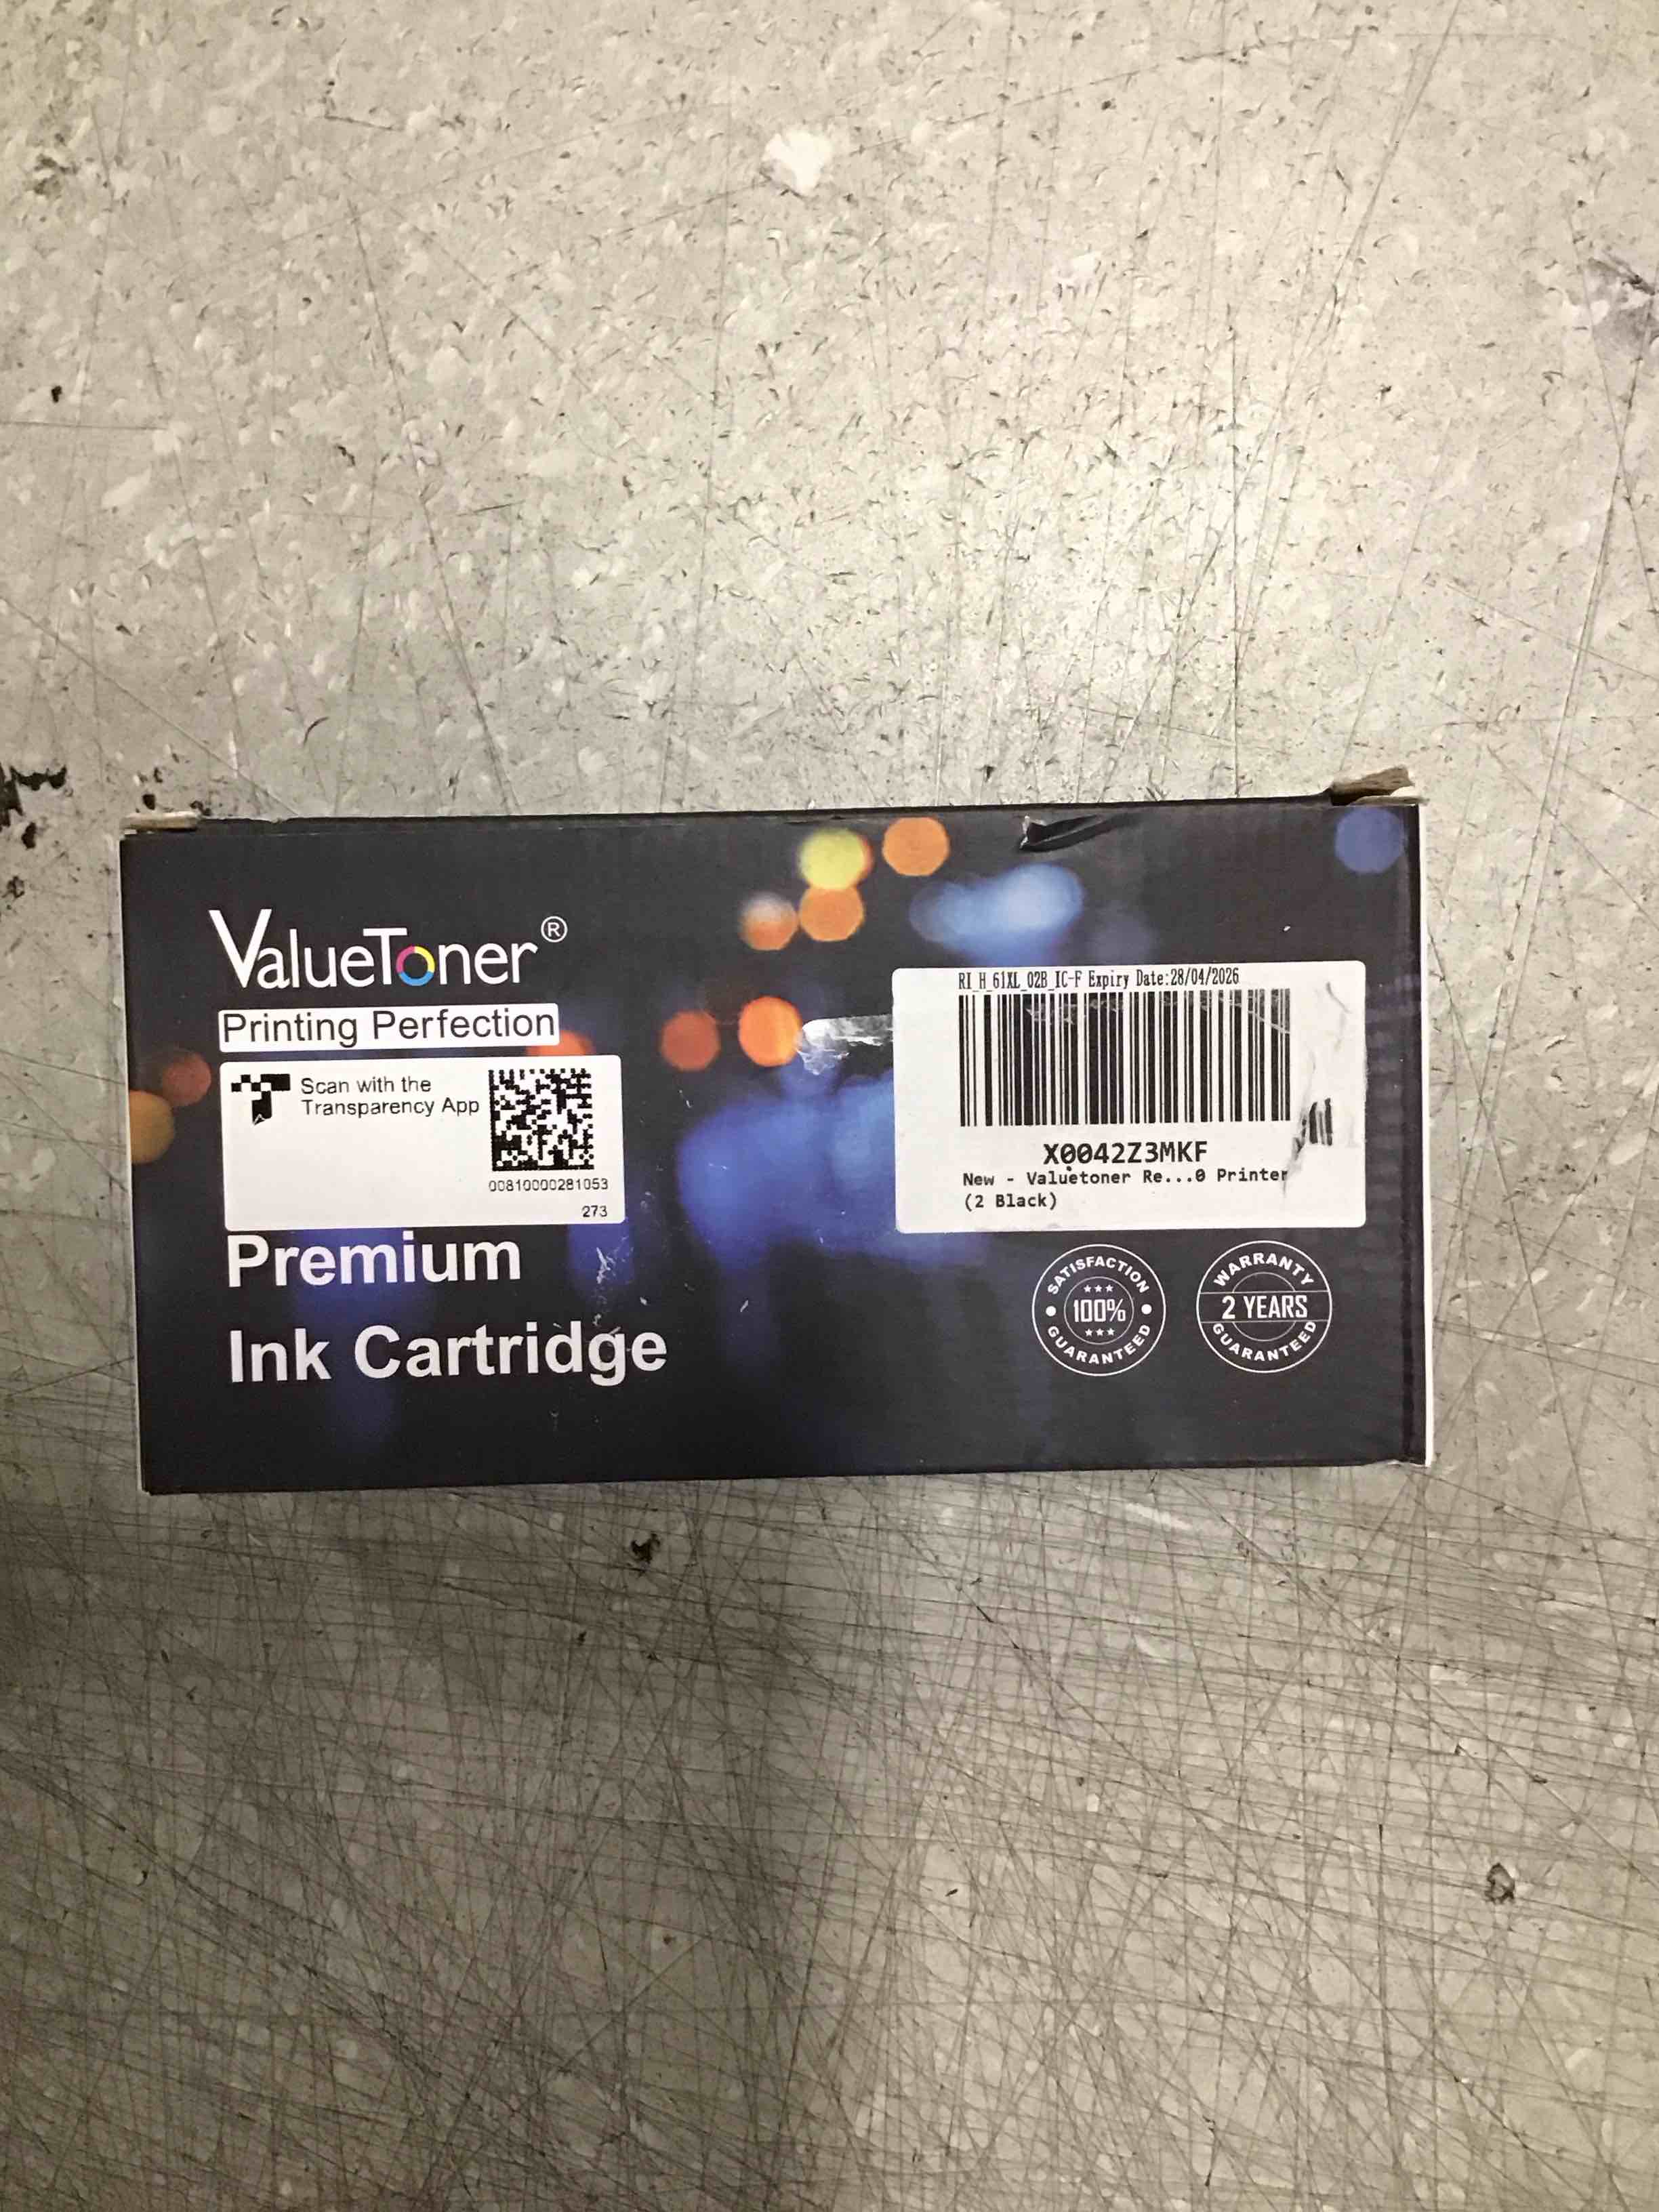 ValueToner®
Printing Perfection
Scan with the
Transparency App
00810000281053
273
Premium
Ink Cartridge
RI_H_61XL_02B_IC-F Expiry Date:28/04/2026
X0042Z3MKF
New - Valuetoner Re...0 Printer
(2 Black)
SATISFACTION
100%
GUARANTEED
WARRANTY
2 YEARS
GUARANTEED